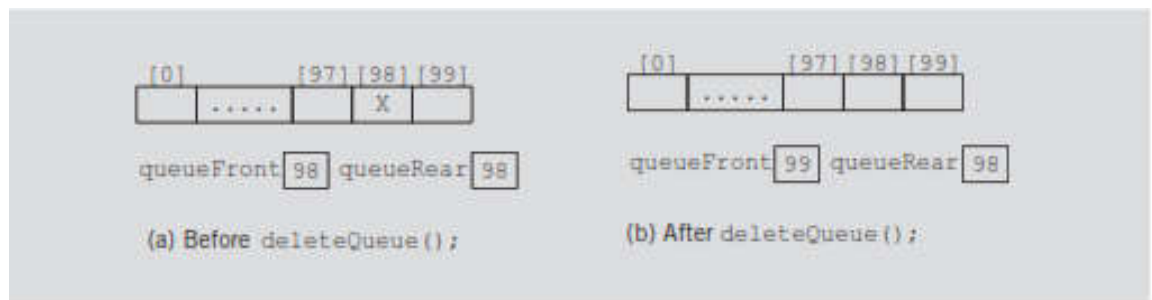 [0] [97] [98] [99]
..... X
queueFront 98 queueRear 98
(a) Before deleteQueue();
[0] [97] [98] [99]
.....
queueFront 99 queueRear 98
(b) After deleteQueue();